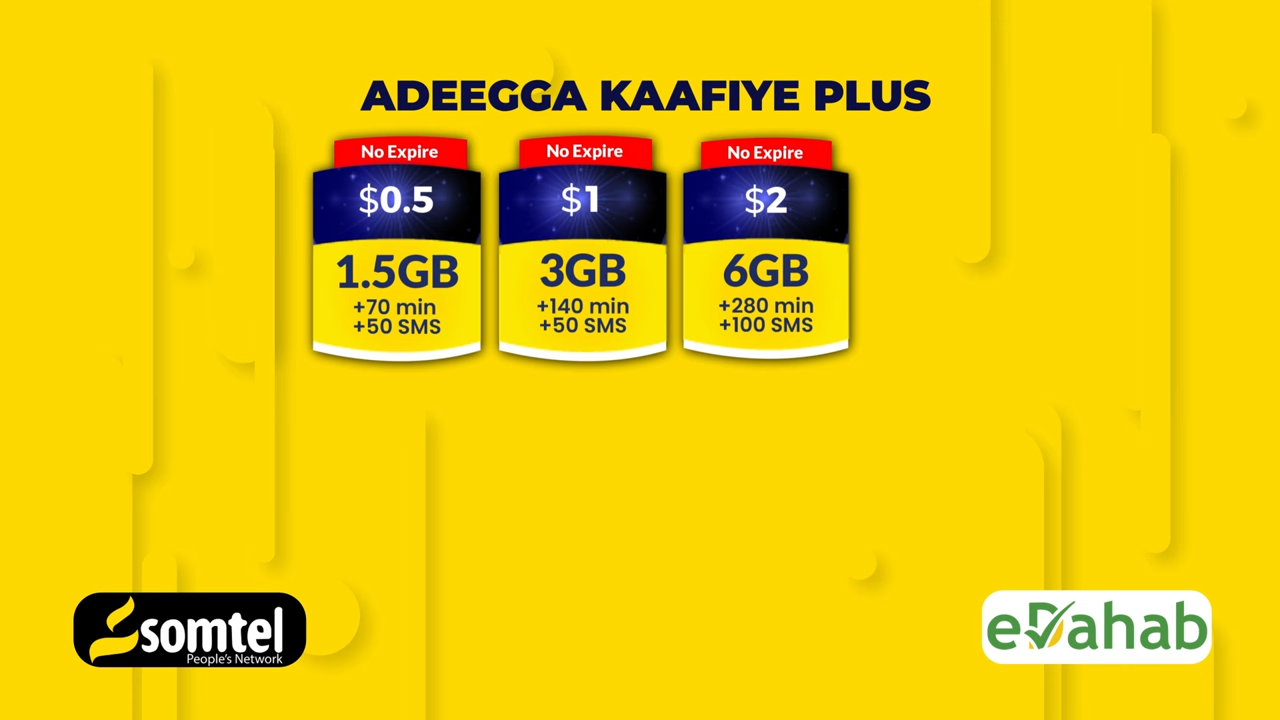 ADEEGGA KAAFIYE PLUS
No Expire
$0.5
1.5GB
+70 min
+50 SMS
No Expire
$1
3GB
+140 min
+50 SMS
No Expire
$2
6GB
+280 min
+100 SMS
somtel
People's Network
eDahab